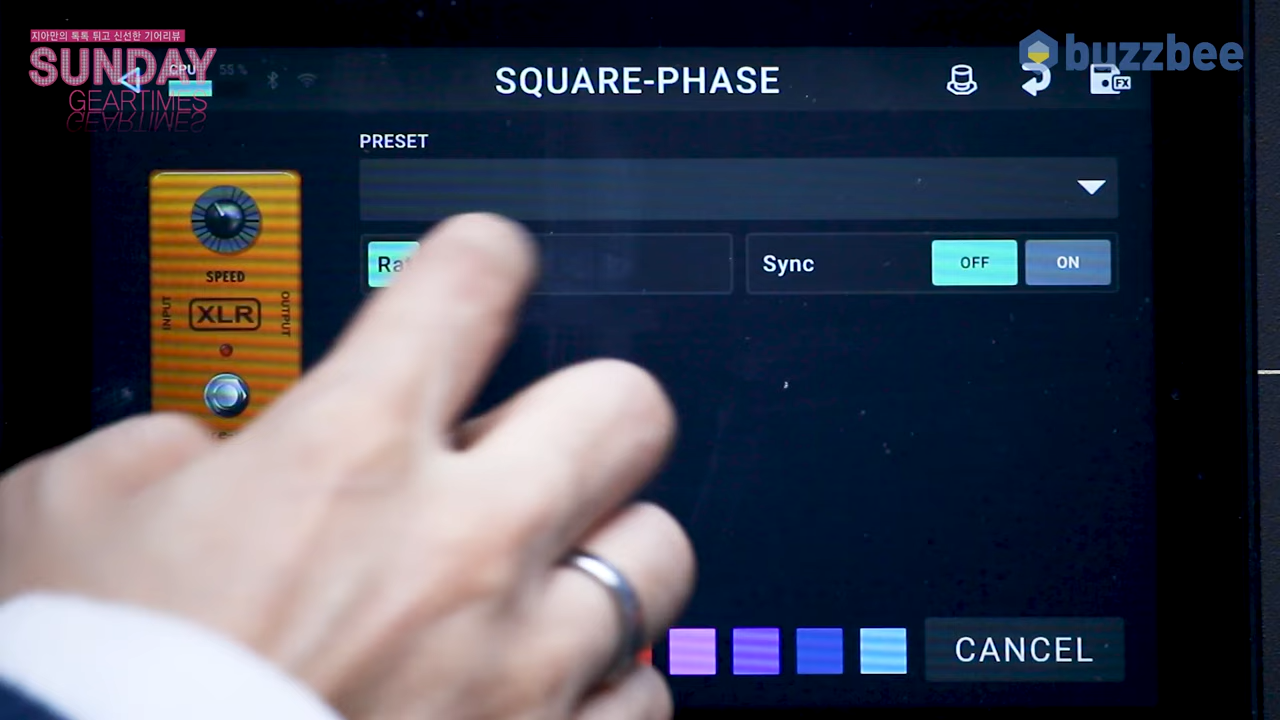 지아만의 톡톡 튀고 신선한 기어리뷰
SUNDAY
GEARTIMES
buzzbee
CPU 55 %
SQUARE-PHASE
FX
PRESET
Sync
OFF
ON
SPEED
INPUT
XLR
OUTPUT
CANCEL